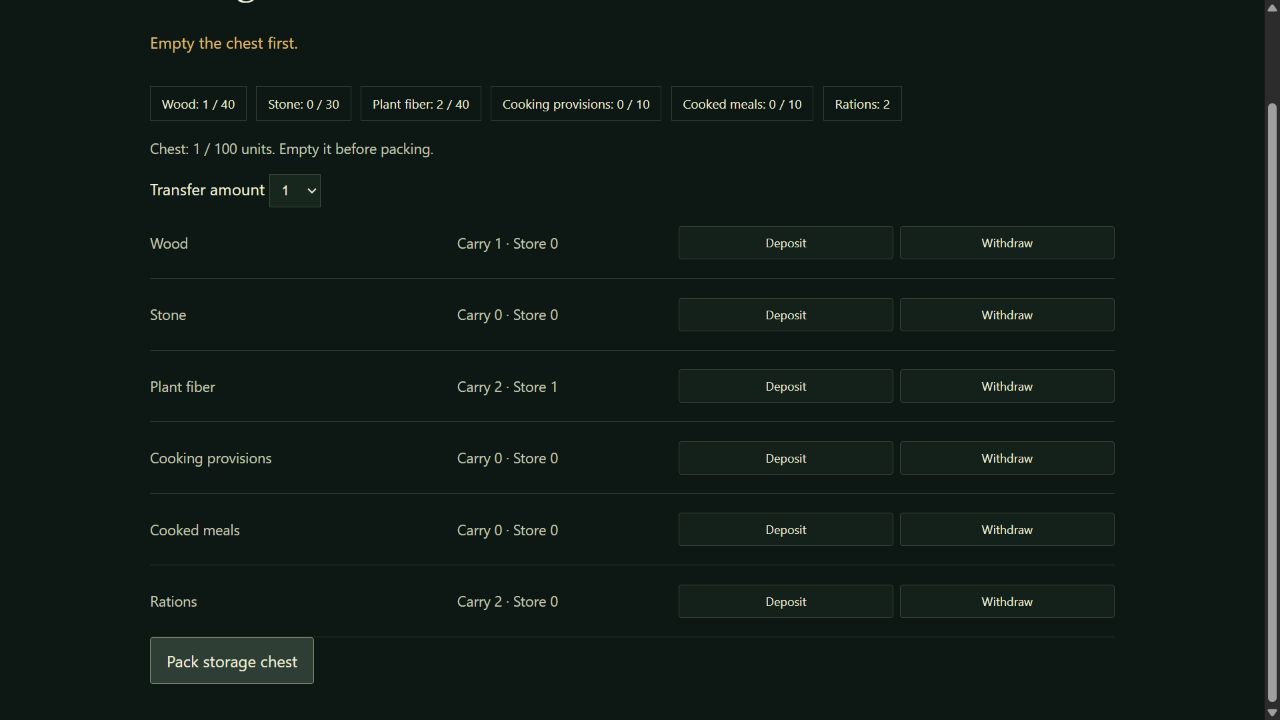 Empty the chest first.
Wood: 1 / 40 Stone: 0 / 30 Plant fiber: 2 / 40 Cooking provisions: 0 / 10 Cooked meals: 0 / 10 Rations: 2
Chest: 1 / 100 units. Empty it before packing.
Transfer amount 1
Wood Carry 1 · Store 0 Deposit Withdraw
Stone Carry 0 · Store 0 Deposit Withdraw
Plant fiber Carry 2 · Store 1 Deposit Withdraw
Cooking provisions Carry 0 · Store 0 Deposit Withdraw
Cooked meals Carry 0 · Store 0 Deposit Withdraw
Rations Carry 2 · Store 0 Deposit Withdraw
Pack storage chest